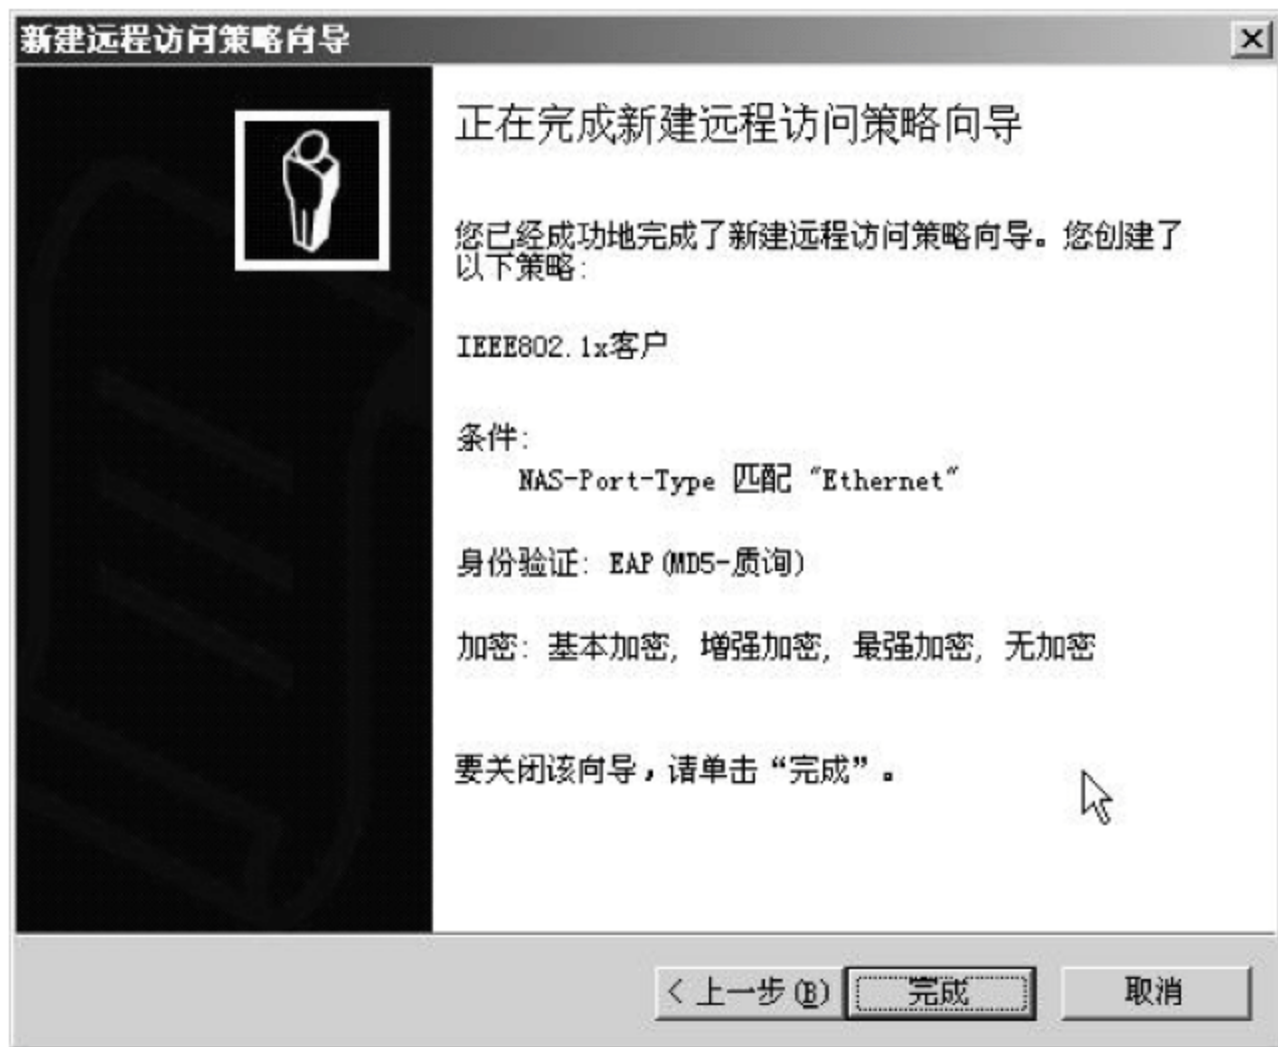 新建远程访问策略向导
正在完成新建远程访问策略向导
您已经成功地完成了新建远程访问策略向导。您创建了
以下策略:
IEEE802.1x客户
条件:
NAS-Port-Type 匹配 "Ethernet"
身份验证: EAP(MD5-质询)
加密: 基本加密, 增强加密, 最强加密, 无加密
要关闭该向导，请单击“完成”。
< 上一步(B) 完成 取消